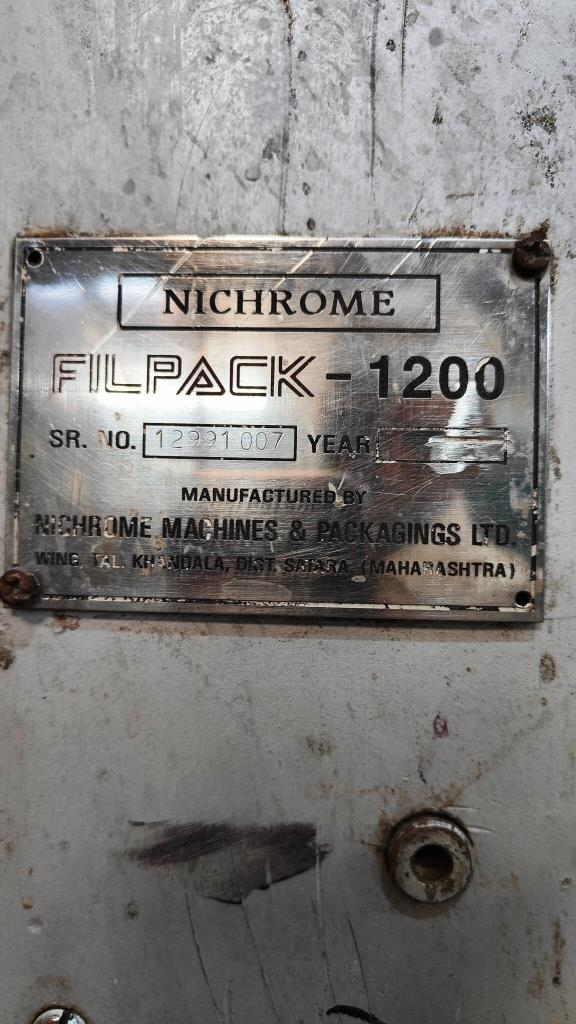 NICHROME
FILPACK-1200
SR. NO. 12991007 YEAR
MANUFACTURED BY
NICHROME MACHINES & PACKAGINGS LTD.
WING, TAL. KHANDALA, DIST. SATARA, (MAHARASHTRA)